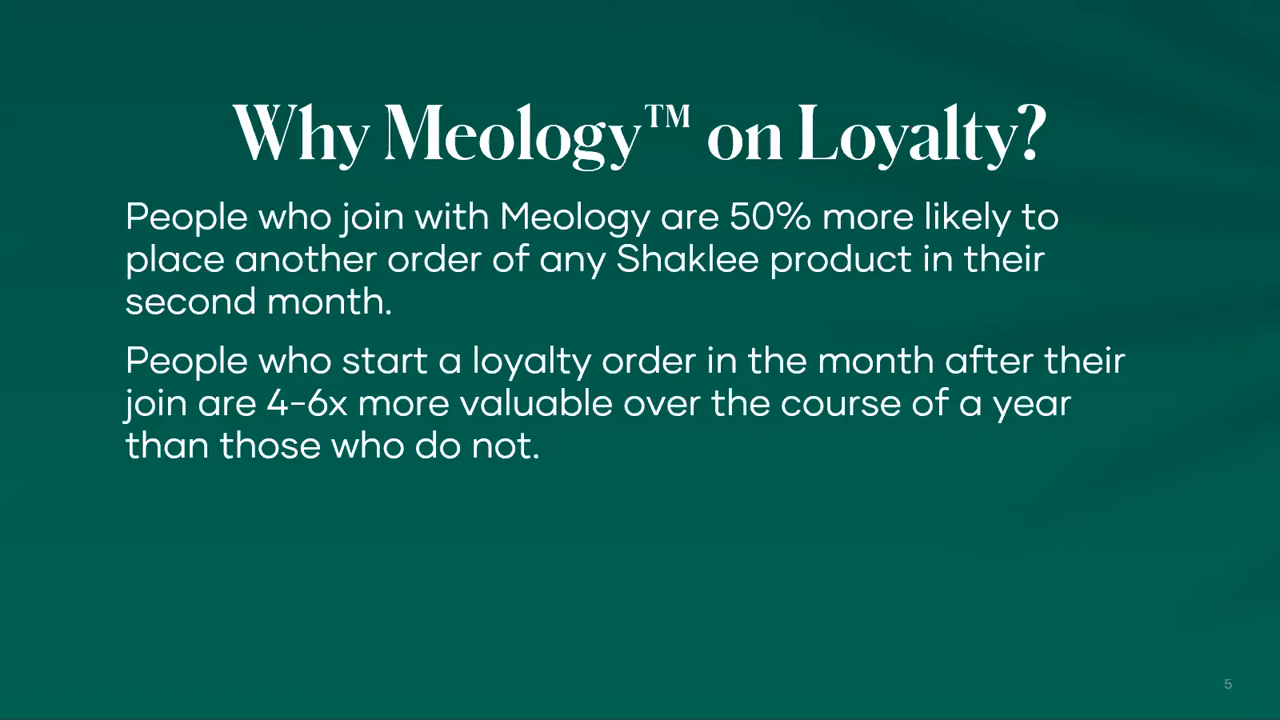 Why Meology™ on Loyalty?
People who join with Meology are 50% more likely to
place another order of any Shaklee product in their
second month.
People who start a loyalty order in the month after their
join are 4-6x more valuable over the course of a year
than those who do not.
5